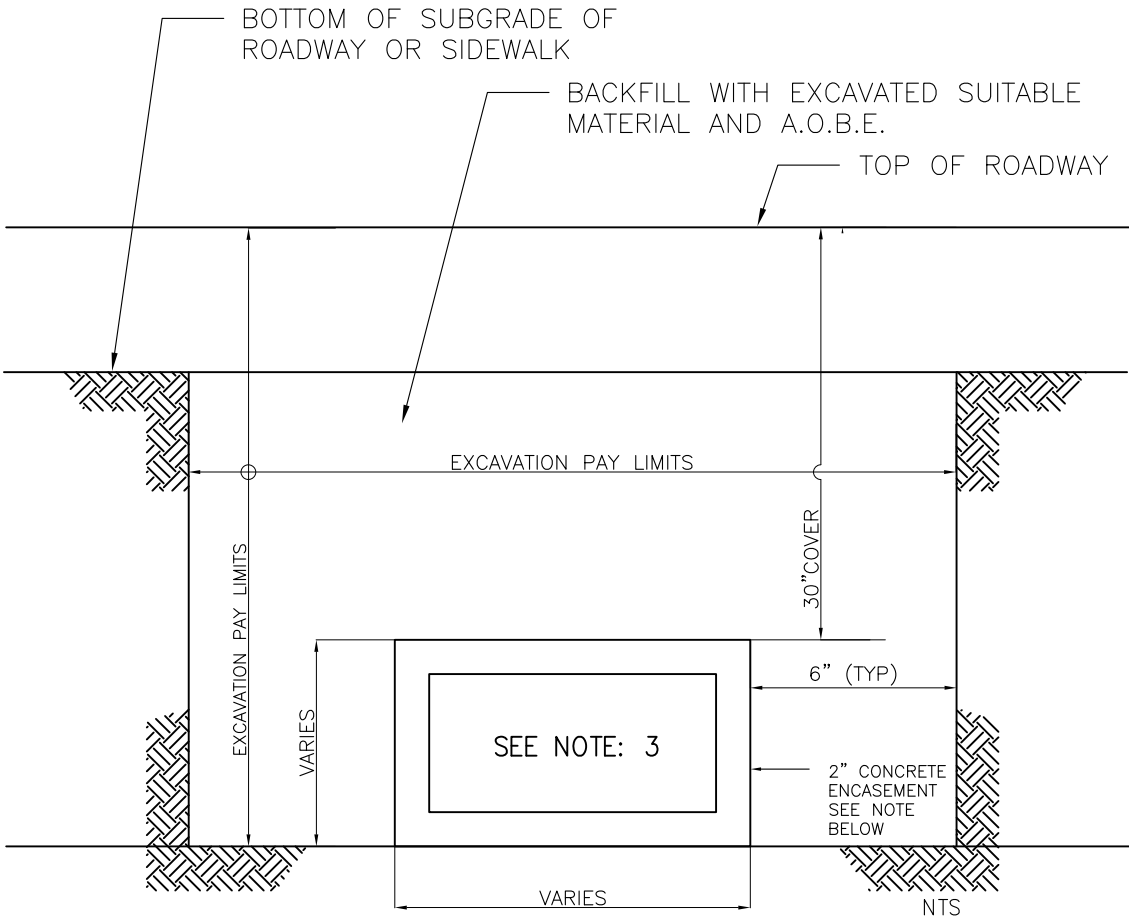 BOTTOM OF SUBGRADE OF
ROADWAY OR SIDEWALK
BACKFILL WITH EXCAVATED SUITABLE
MATERIAL AND A.O.B.E.
TOP OF ROADWAY
EXCAVATION PAY LIMITS
EXCAVATION PAY LIMITS
30"COVER
VARIES
6" (TYP)
SEE NOTE: 3
2" CONCRETE
ENCASEMENT
SEE NOTE
BELOW
VARIES
NTS